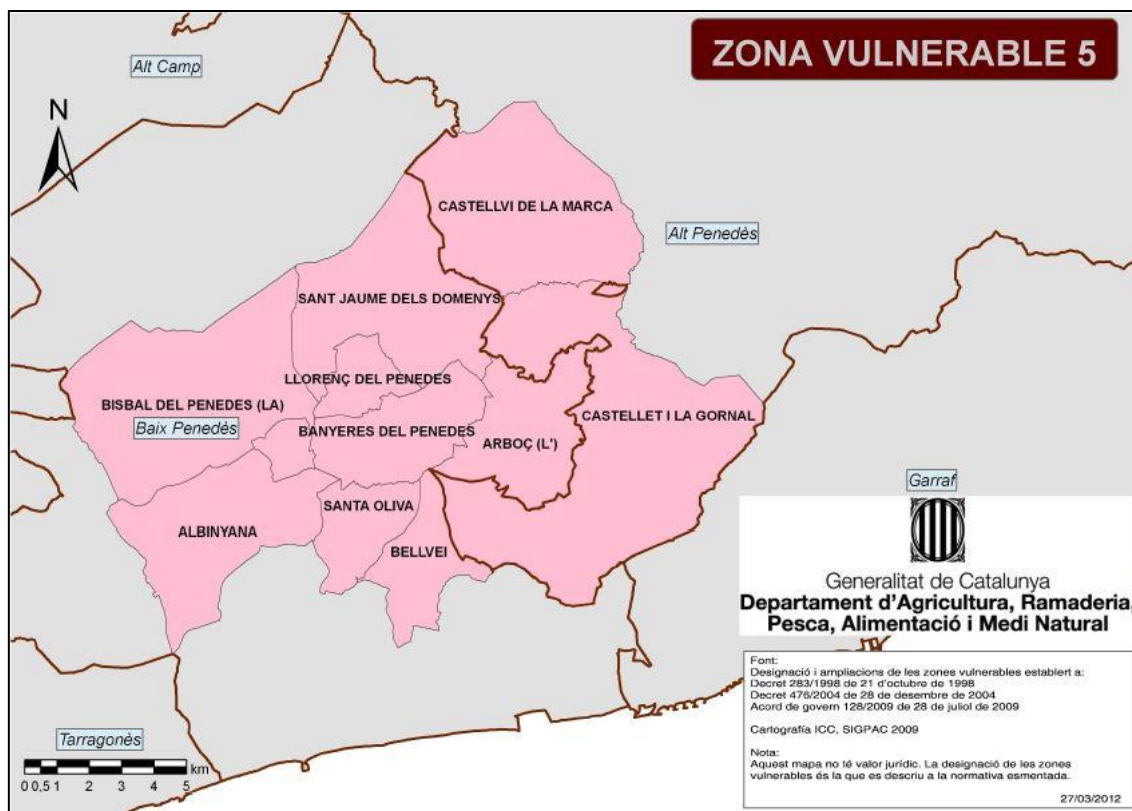 ZONA VULNERABLE 5
Alt Camp
N
CASTELLVI DE LA MARCA
Alt Penedès
SANT JAUME DELS DOMENYS
LLORENÇ DEL PENEDES
BISBAL DEL PENEDES (LA)
CASTELLET I LA GORNAL
Baix Penedès
BANYERES DEL PENEDES
ARBOÇ (L')
Garraf
SANTA OLIVA
ALBINYANA
BELLVEI
Generalitat de Catalunya
Departament d'Agricultura, Ramaderia,
Pesca, Alimentació i Medi Natural
Font:
Designació i ampliacions de les zones vulnerables establert a:
Decret 283/1998 de 21 d'octubre de 1998
Decret 476/2004 de 28 de desembre de 2004
Acord de govern 128/2009 de 28 de juliol de 2009
Cartografía ICC, SIGPAC 2009
Nota:
Aquest mapa no té valor jurídic. La designació de les zones
vulnerables és la que es descriu a la normativa esmentada.
27/03/2012
Tarragonès
km
0 0,5 1 2 3 4 5